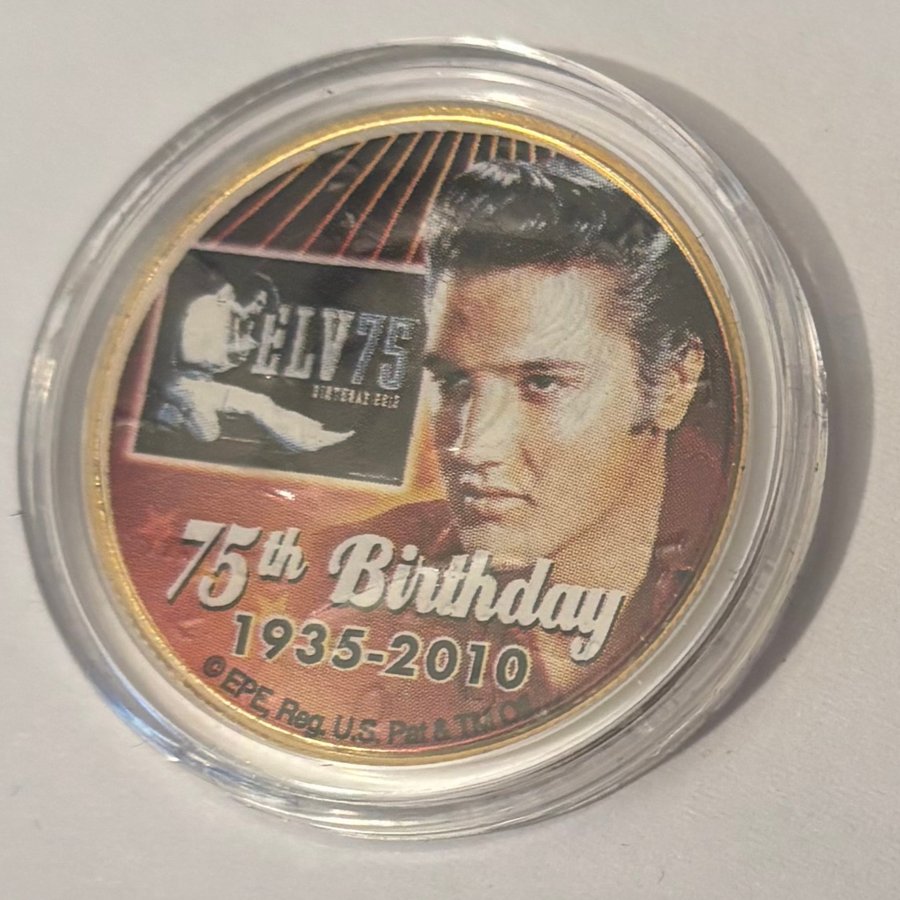 ELV75
75th Birthday
1935-2010
© EPE, Reg. U.S. Pat & TM Off.